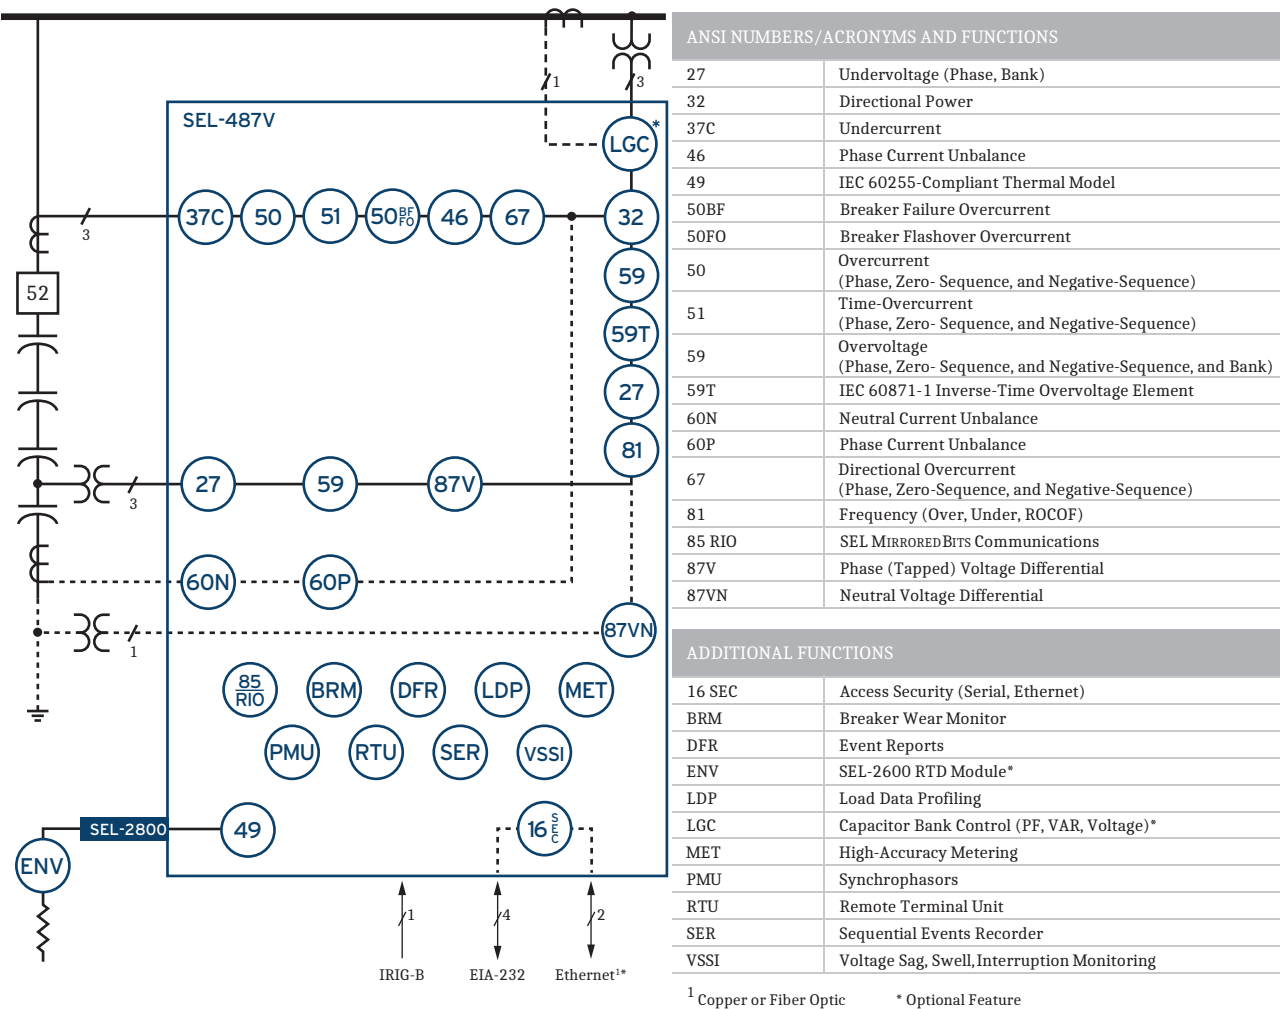 1
3
SEL-487V
*
LGC
37C
50
51
50 BF FO
46
67
32
3
59
52
59T
27
81
27
59
87V
3
60N
60P
87VN
1
85 RIO
BRM
DFR
LDP
MET
PMU
RTU
SER
VSSI
SEL-2800
49
16 SEC
ENV
1
4
2
IRIG-B
EIA-232
Ethernet1*
ANSI NUMBERS/ACRONYMS AND FUNCTIONS
27 Undervoltage (Phase, Bank)
32 Directional Power
37C Undercurrent
46 Phase Current Unbalance
49 IEC 60255-Compliant Thermal Model
50BF Breaker Failure Overcurrent
50FO Breaker Flashover Overcurrent
50 Overcurrent
(Phase, Zero- Sequence, and Negative-Sequence)
51 Time-Overcurrent
(Phase, Zero- Sequence, and Negative-Sequence)
59 Overvoltage
(Phase, Zero- Sequence, and Negative-Sequence, and Bank)
59T IEC 60871-1 Inverse-Time Overvoltage Element
60N Neutral Current Unbalance
60P Phase Current Unbalance
67 Directional Overcurrent
(Phase, Zero-Sequence, and Negative-Sequence)
81 Frequency (Over, Under, ROCOF)
85 RIO SEL MIRRORED BITS Communications
87V Phase (Tapped) Voltage Differential
87VN Neutral Voltage Differential
ADDITIONAL FUNCTIONS
16 SEC Access Security (Serial, Ethernet)
BRM Breaker Wear Monitor
DFR Event Reports
ENV SEL-2600 RTD Module*
LDP Load Data Profiling
LGC Capacitor Bank Control (PF, VAR, Voltage)*
MET High-Accuracy Metering
PMU Synchrophasors
RTU Remote Terminal Unit
SER Sequential Events Recorder
VSSI Voltage Sag, Swell, Interruption Monitoring
1 Copper or Fiber Optic * Optional Feature